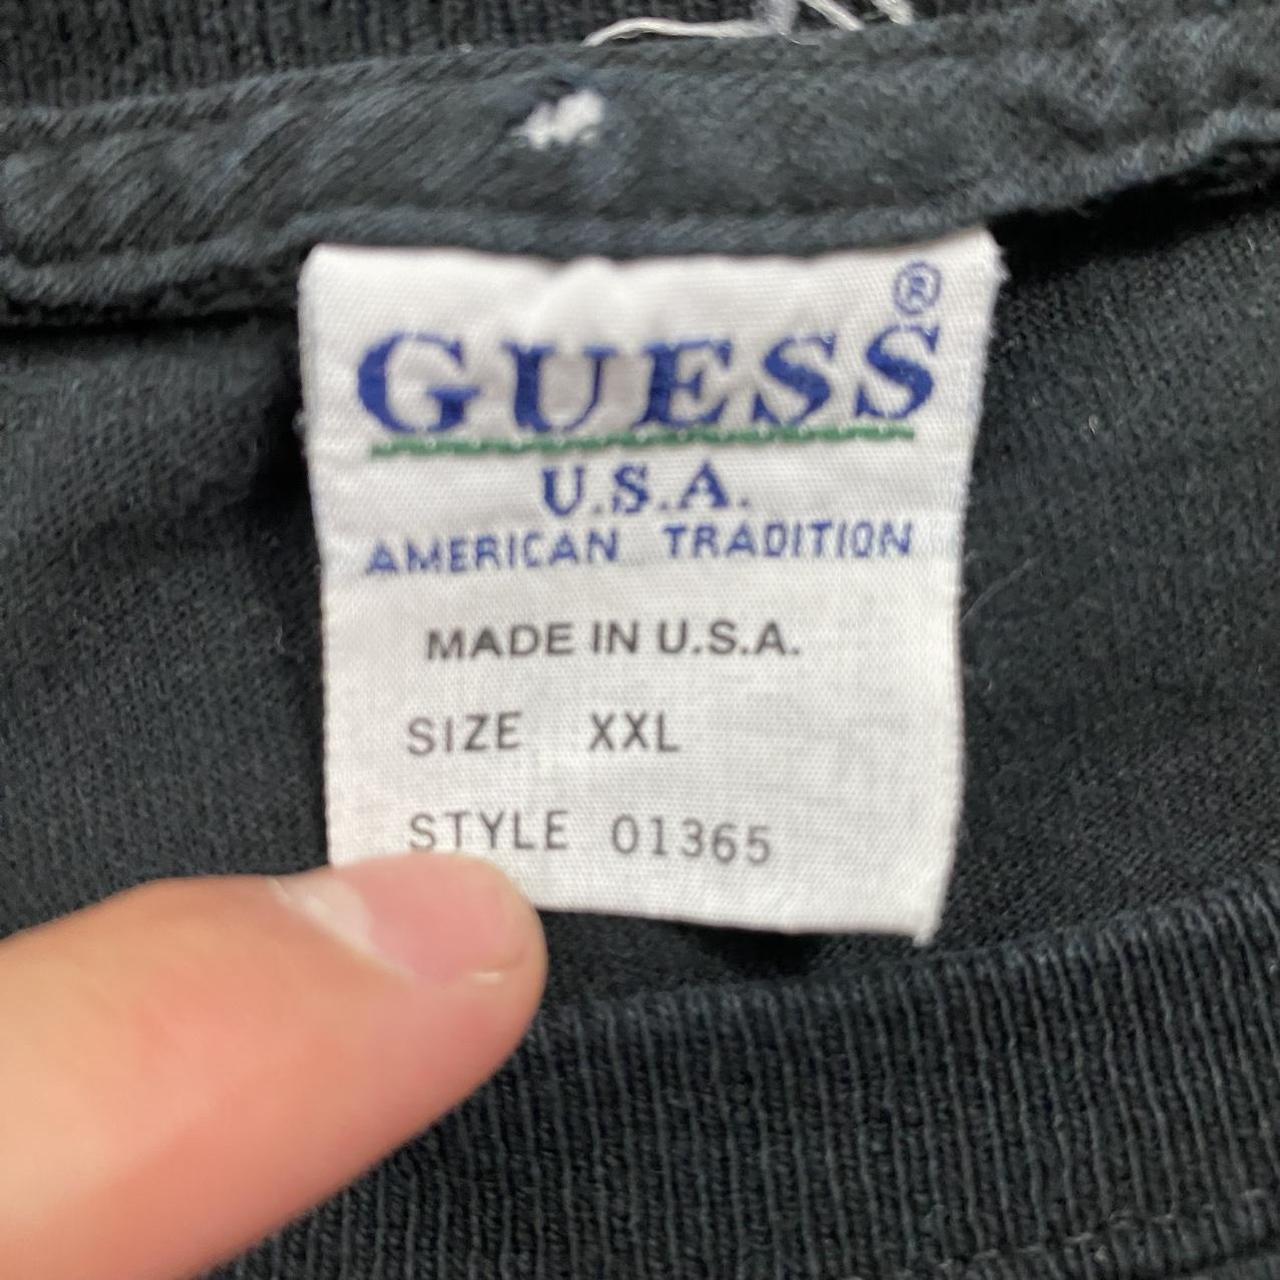 GUESS®
U.S.A.
AMERICAN TRADITION
MADE IN U.S.A.
SIZE XXL
STYLE 01365